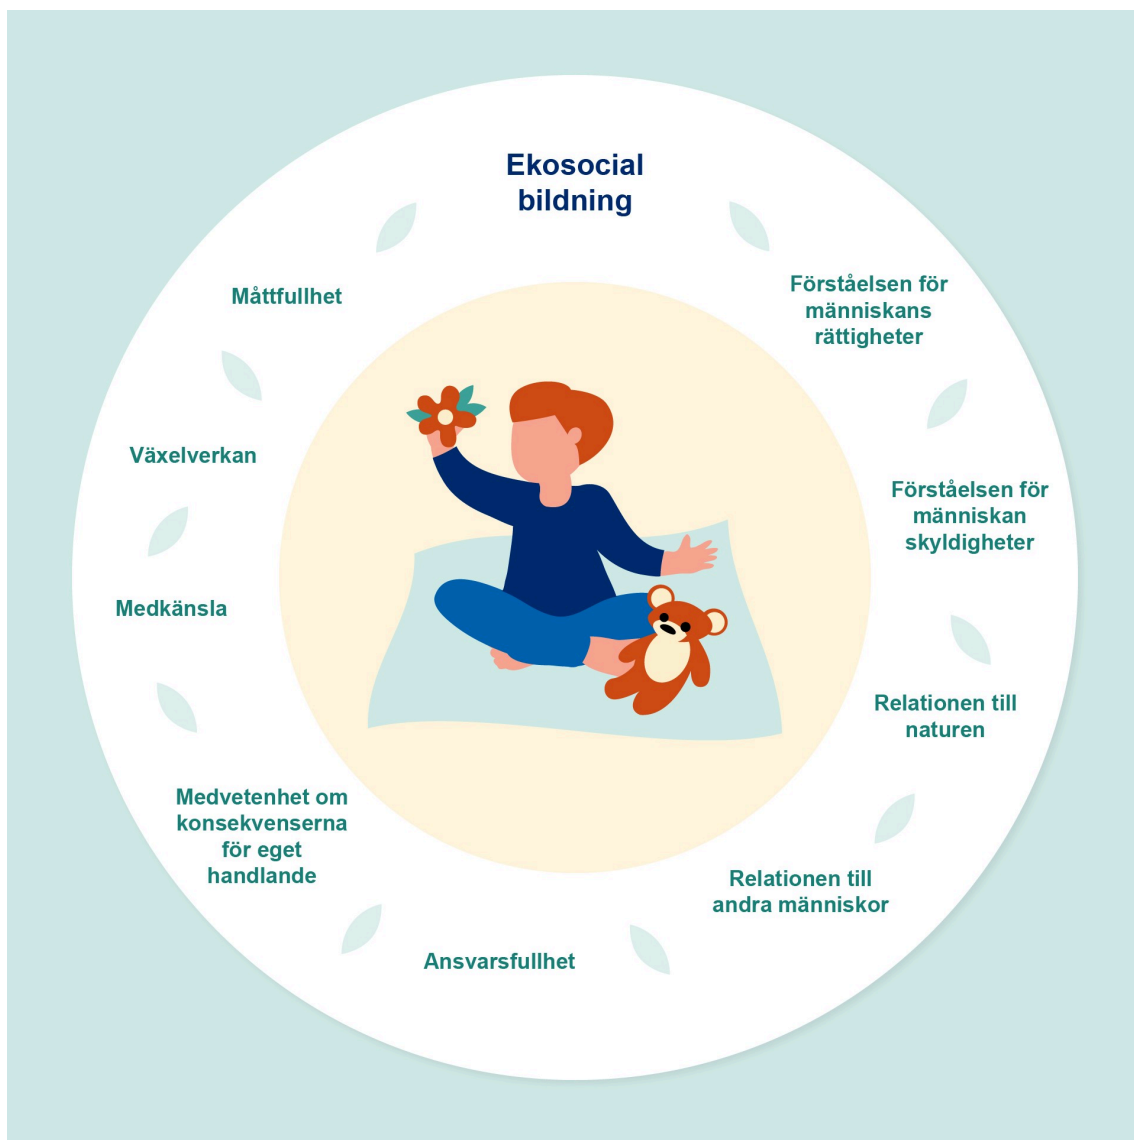 Ekosocial
bildning
Förståelsen för
människans
rättigheter
Förståelsen för
människan
skyldigheter
Relationen till
naturen
Relationen till
andra människor
Ansvarsfullhet
Medvetenhet om
konsekvenserna
för eget
handlande
Medkänsla
Växelverkan
Måttfullhet